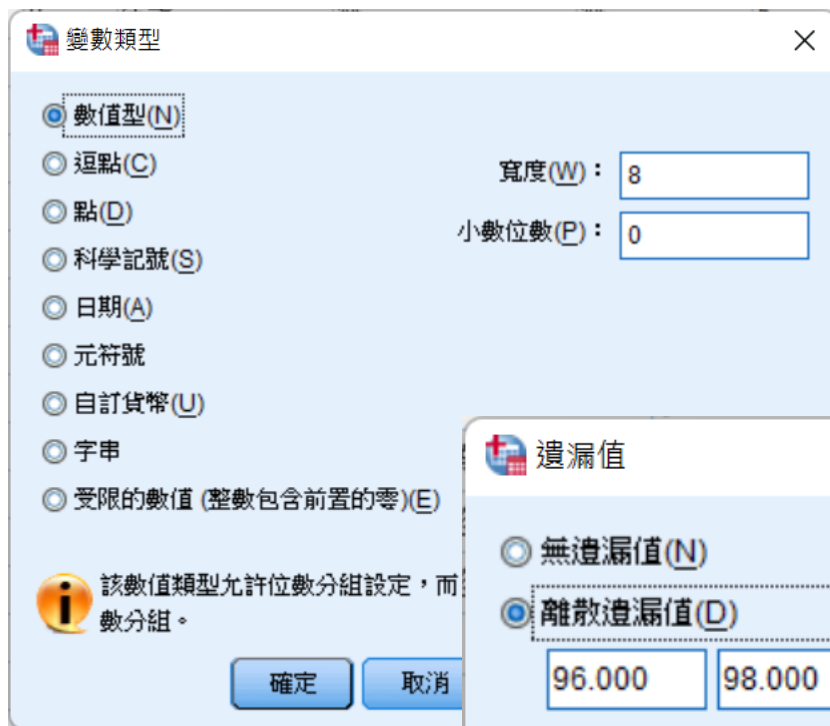 變數類型
數值型(N)
逗點(C)
點(D)
科學記號(S)
日期(A)
元符號
自訂貨幣(U)
字串
受限的數值 (整數包含前置的零)(E)
寬度(W)：
8
小數位數(P)：
0
該數值類型允許位數分組設定，而
數分組。
確定
取消
遺漏值
無遺漏值(N)
離散遺漏值(D)
96.000
98.000